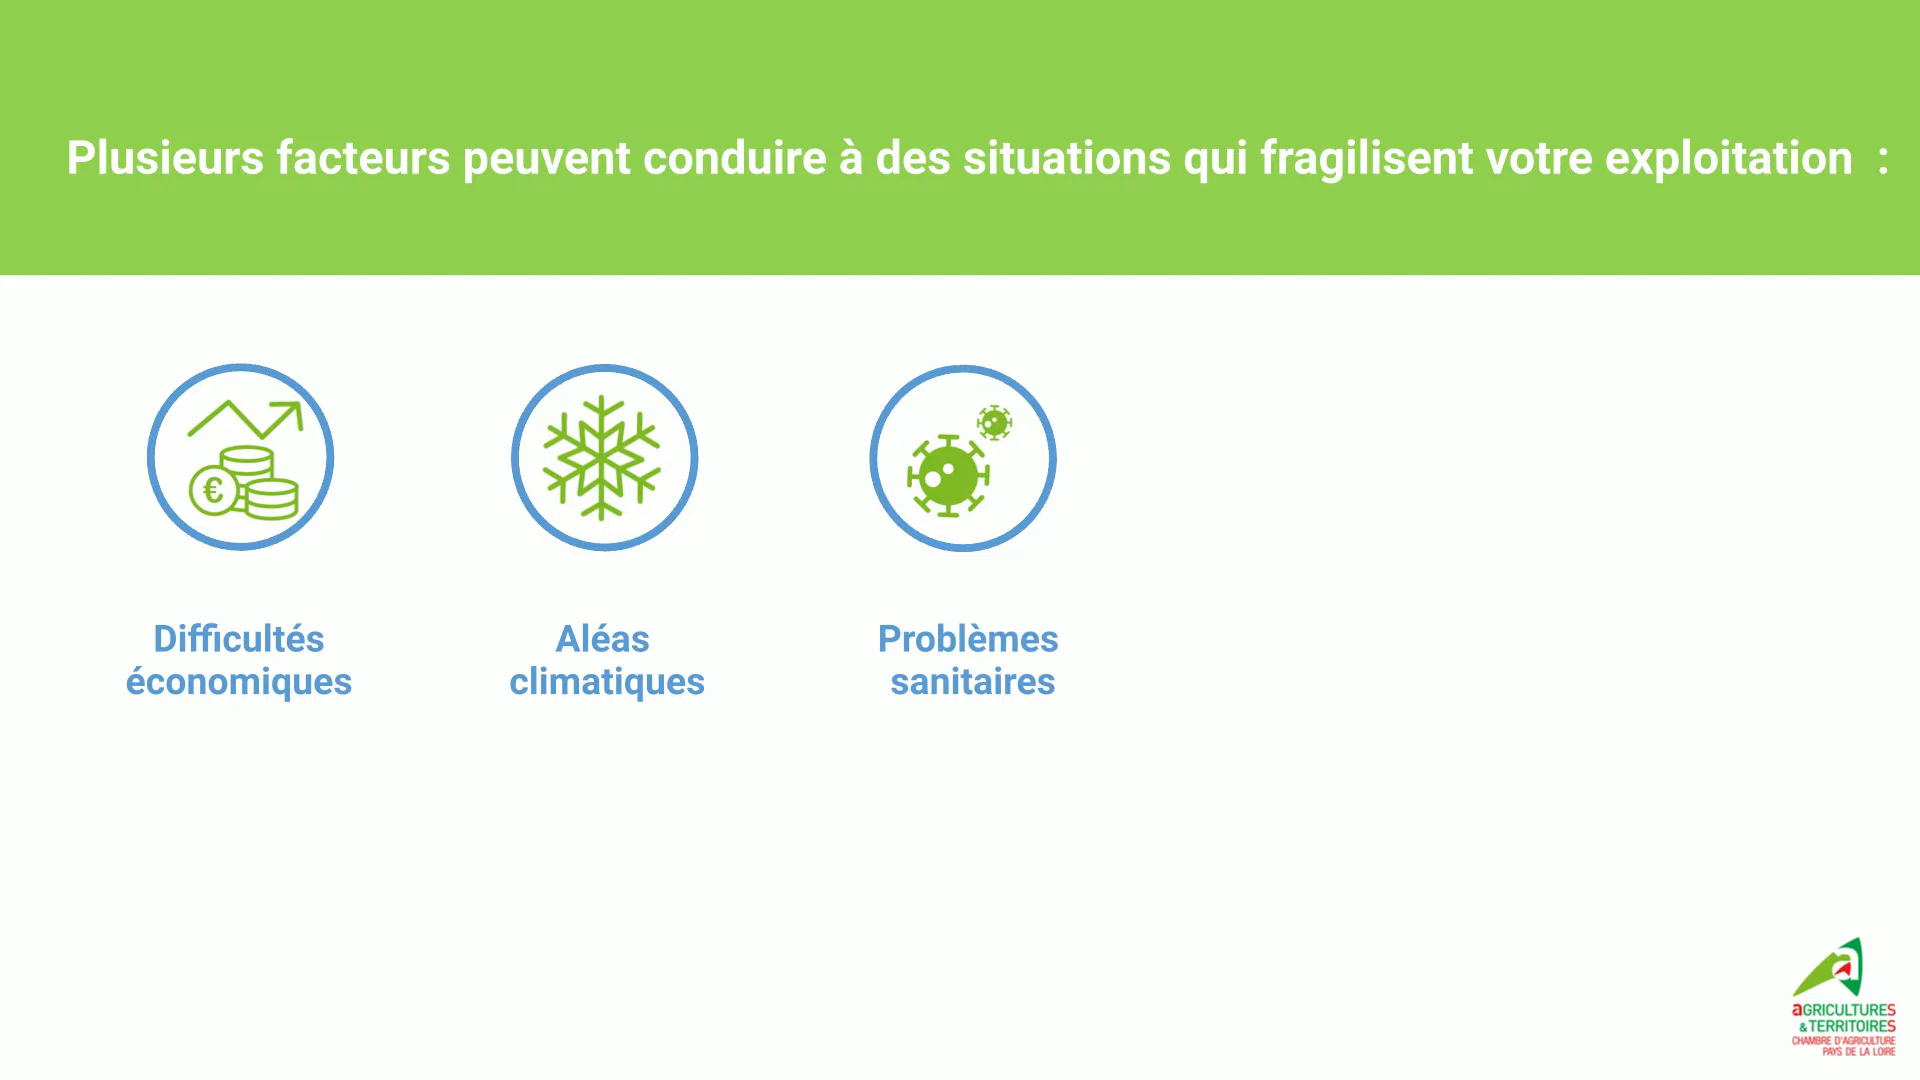 Plusieurs facteurs peuvent conduire à des situations qui fragilisent votre exploitation :
€
Difficultés
économiques
Aléas
climatiques
Problèmes
sanitaires
a
aGRICULTURES
&TERRITOIRES
CHAMBRE D'AGRICULTURE
PAYS DE LA LOIRE